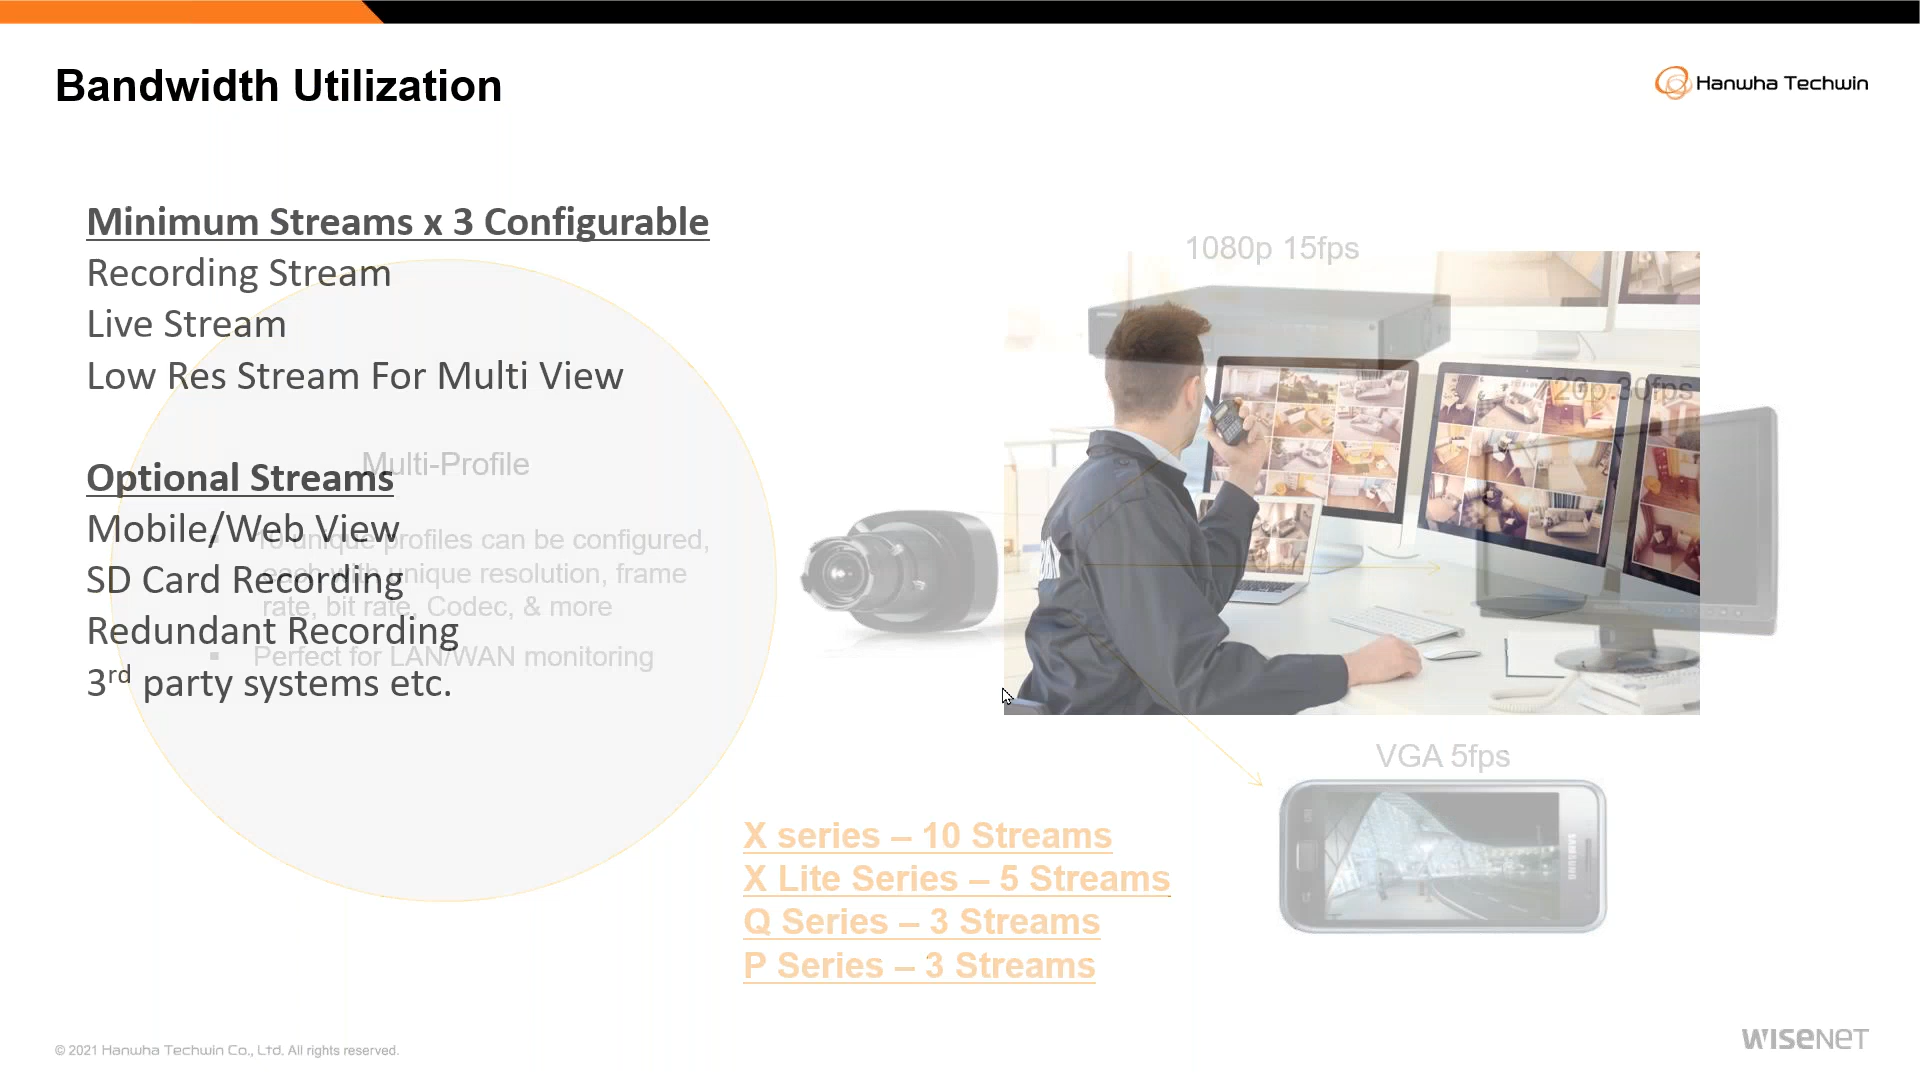 Bandwidth Utilization
Hanwha Techwin
Minimum Streams x 3 Configurable
Recording Stream
Live Stream
Low Res Stream For Multi View
Optional Streams
Mobile/Web View
SD Card Recording
Redundant Recording
3rd party systems etc.
Multi-Profile
▪ 10 unique profiles can be configured,
each with unique resolution, frame
rate, bit rate, Codec, & more
▪ Perfect for LAN/WAN monitoring
1080p 15fps
720p 30fps
VGA 5fps
SAMSUNG
X series – 10 Streams
X Lite Series – 5 Streams
Q Series – 3 Streams
P Series – 3 Streams
© 2021 Hanwha Techwin Co., Ltd. All rights reserved.
WISENET